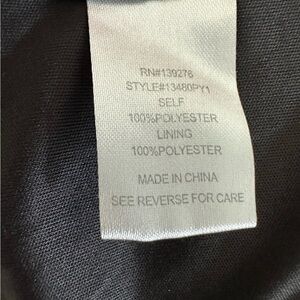 RN#139276
STYLE#13480PY1
SELF
100%POLYESTER
LINING
100%POLYESTER
MADE IN CHINA
SEE REVERSE FOR CARE